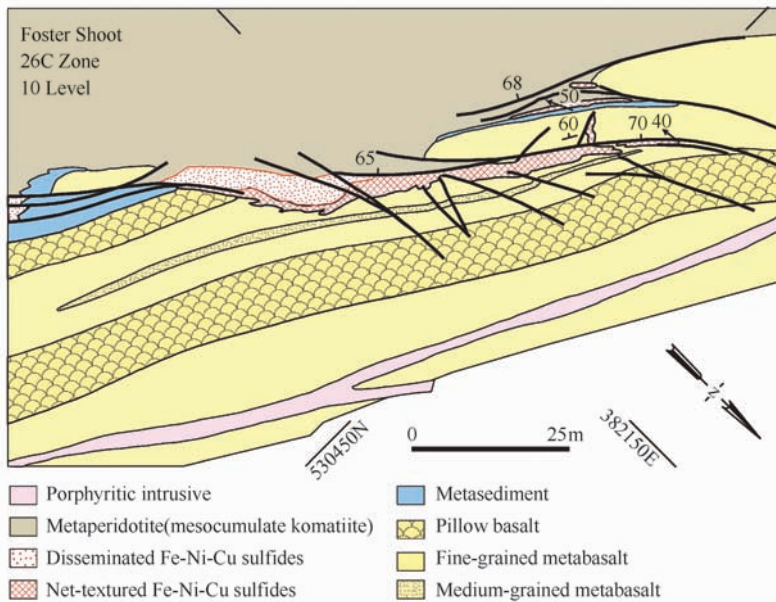 Foster Shoot
26C Zone
10 Level
68
50
60
70 40
65
N
530450N
0 25m
382150E
Porphyritic intrusive
Metaperidotite(mesocumulate komatiite)
Disseminated Fe-Ni-Cu sulfides
Net-textured Fe-Ni-Cu sulfides
Metasediment
Pillow basalt
Fine-grained metabasalt
Medium-grained metabasalt